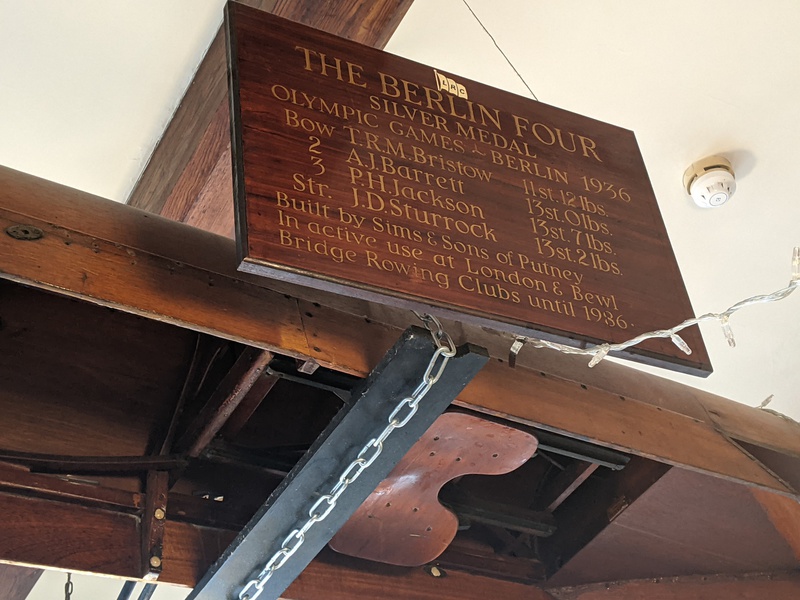 LRC
THE BERLIN FOUR
SILVER MEDAL
OLYMPIC GAMES ~ BERLIN 1936
Bow T.R.M.Bristow 11st.12lbs.
2 A.J.Barrett 13st.0lbs.
3 P.H.Jackson 13st.7lbs.
Str. J.D.Sturrock 13st.2lbs.
Built by Sims & Sons of Putney
In active use at London & Bewl
Bridge Rowing Clubs until 1986.